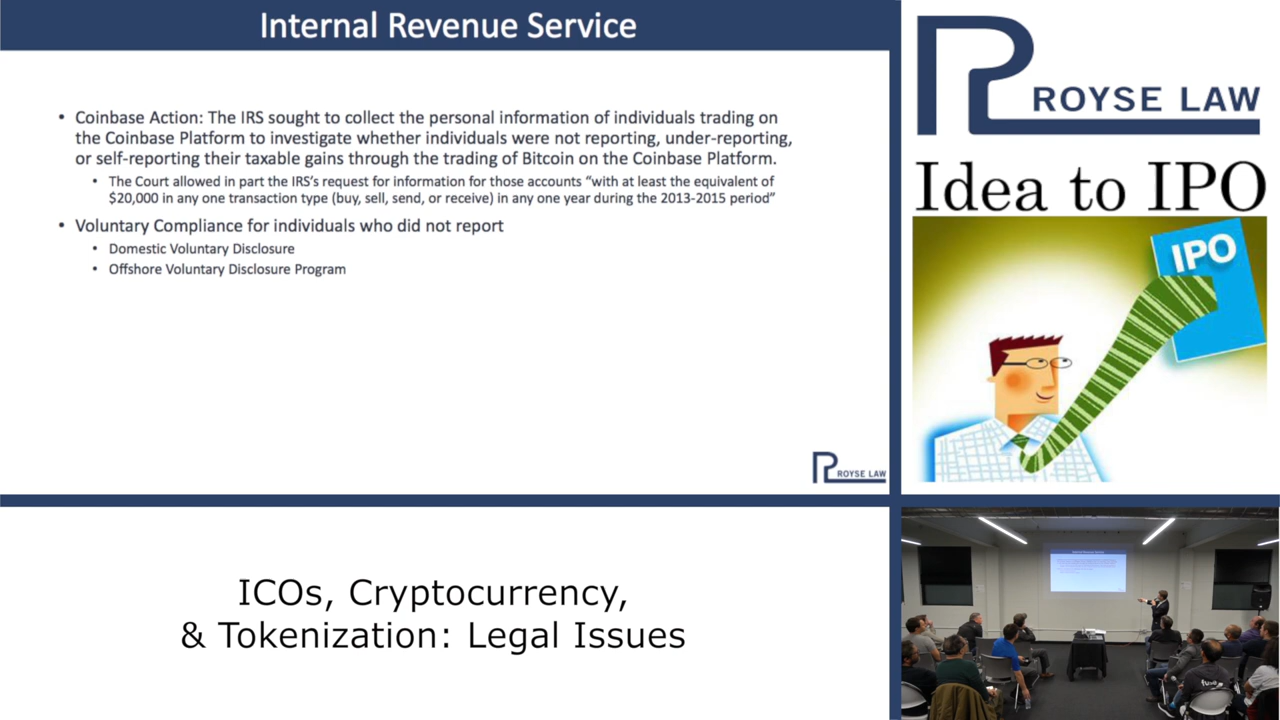 Internal Revenue Service
• Coinbase Action: The IRS sought to collect the personal information of individuals trading on
the Coinbase Platform to investigate whether individuals were not reporting, under-reporting,
or self-reporting their taxable gains through the trading of Bitcoin on the Coinbase Platform.
• The Court allowed in part the IRS's request for information for those accounts “with at least the equivalent of
$20,000 in any one transaction type (buy, sell, send, or receive) in any one year during the 2013-2015 period”
• Voluntary Compliance for individuals who did not report
• Domestic Voluntary Disclosure
• Offshore Voluntary Disclosure Program
ROYSE LAW
ROYSE LAW
Idea to IPO
IPO
ICOs, Cryptocurrency,
& Tokenization: Legal Issues
Internal Revenue Service